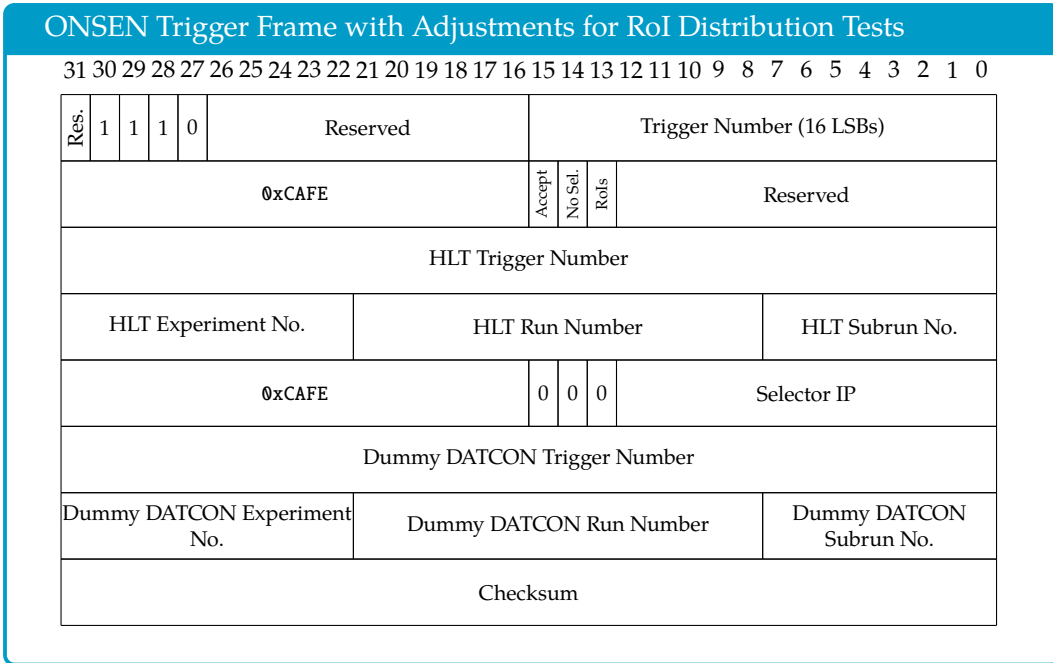 ONSEN Trigger Frame with Adjustments for RoI Distribution Tests
31 30 29 28 27 26 25 24 23 22 21 20 19 18 17 16 15 14 13 12 11 10 9 8 7 6 5 4 3 2 1 0
Res. 1 1 1 0 Reserved Trigger Number (16 LSBs)
0xCAFE Accept No Sel. RoIs Reserved
HLT Trigger Number
HLT Experiment No. HLT Run Number HLT Subrun No.
0xCAFE 0 0 0 Selector IP
Dummy DATCON Trigger Number
Dummy DATCON Experiment
No.
Dummy DATCON Run Number
Dummy DATCON
Subrun No.
Checksum